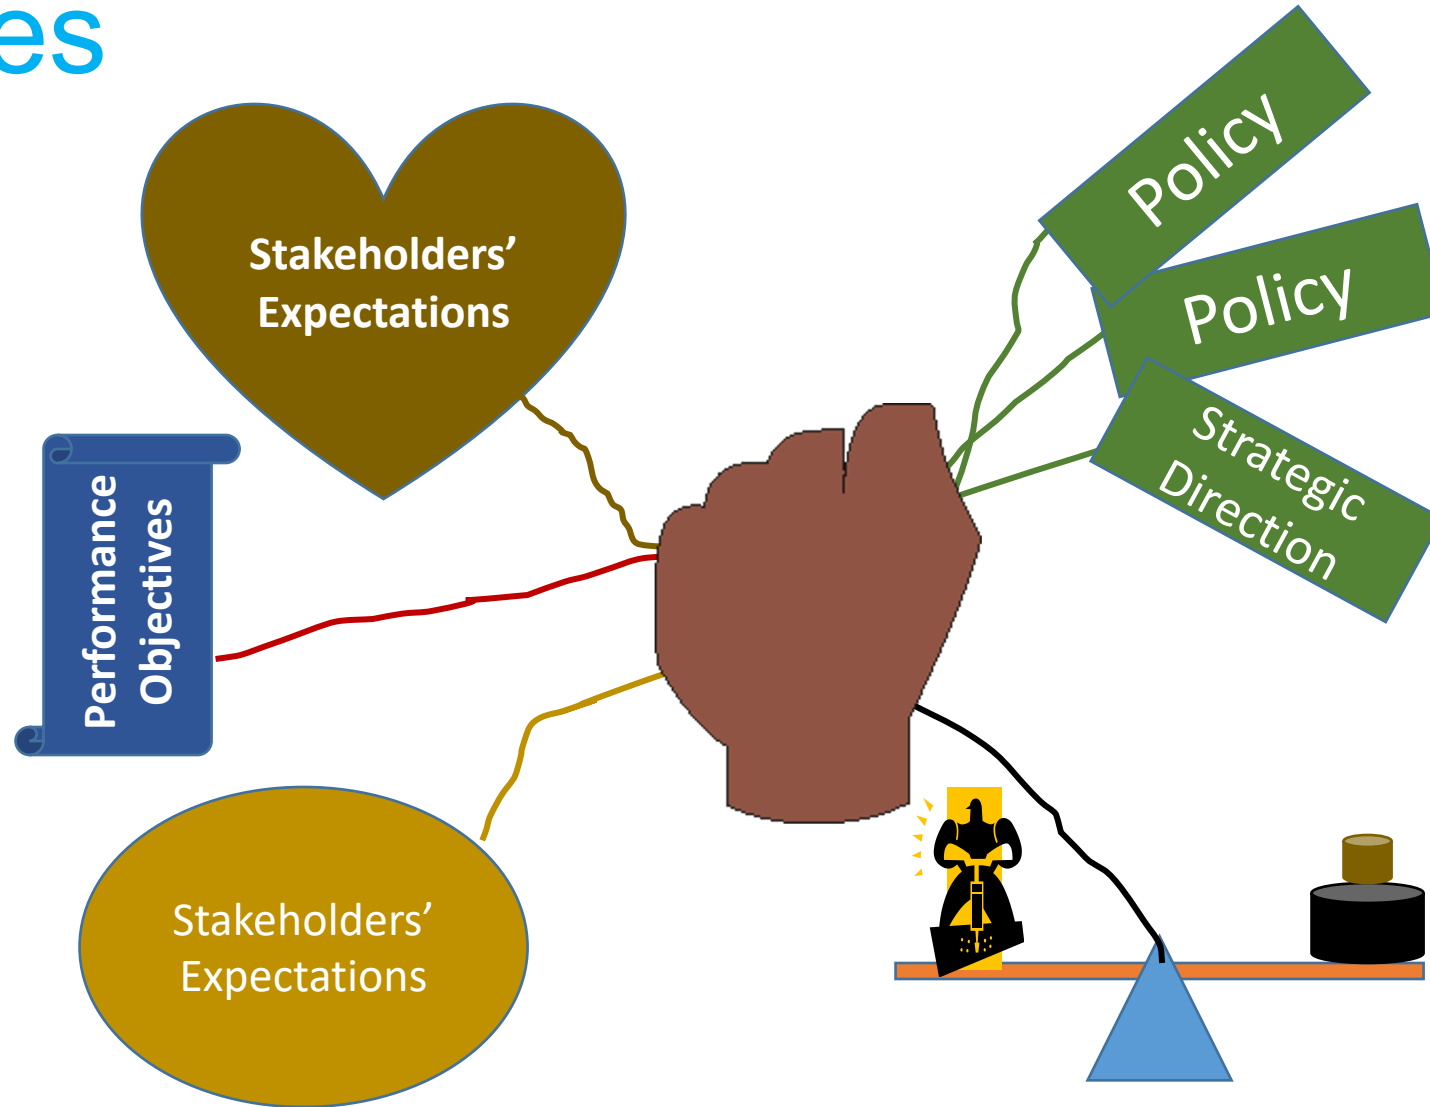 es
Stakeholders’
Expectations
Policy
Policy
Strategic
Direction
Performance
Objectives
Stakeholders’
Expectations